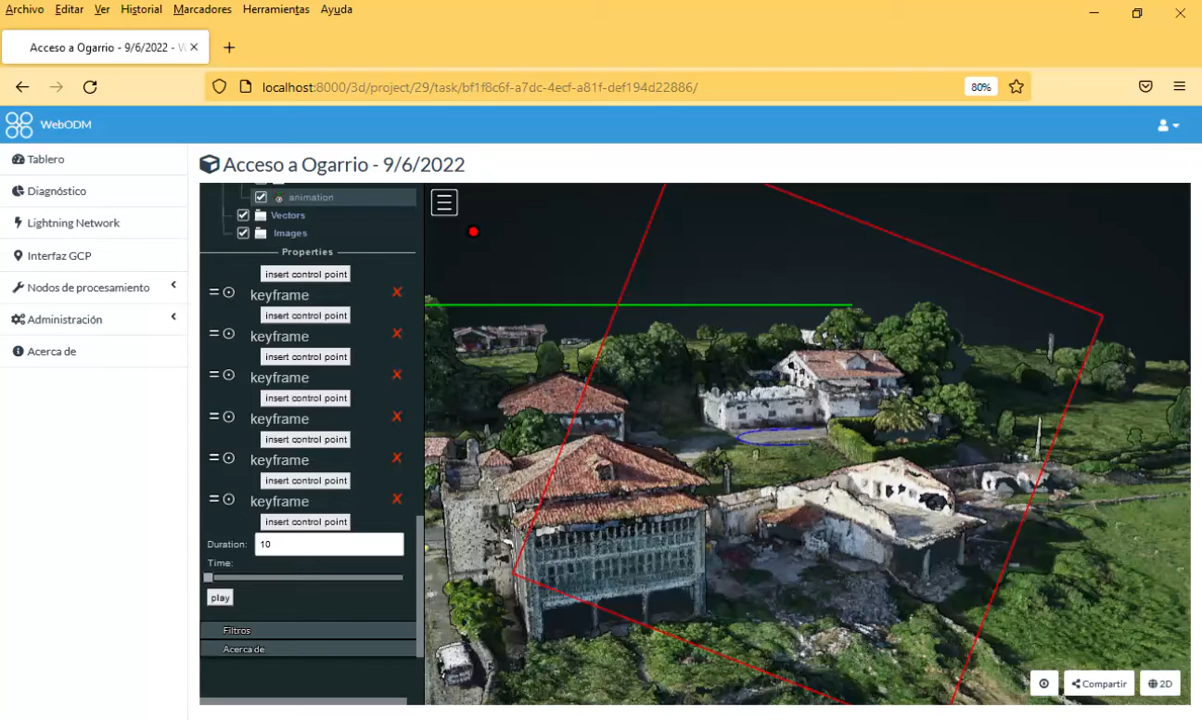 Archivo Editar Ver Historial Marcadores Herramientas Ayuda
Acceso a Ogarrio - 9/6/2022 - W
localhost:8000/3d/project/29/task/bf1f8c6f-a7dc-4ecf-a81f-def194d22886/
80%
WebODM
Tablero
Diagnóstico
Lightning Network
Interfaz GCP
Nodos de procesamiento
Administración
Acerca de
Acceso a Ogarrio - 9/6/2022
animation
Vectors
Images
Properties
insert control point
keyframe
insert control point
keyframe
insert control point
keyframe
insert control point
keyframe
insert control point
keyframe
insert control point
keyframe
insert control point
Duration: 10
Time:
play
Filtros
Acerca de
Compartir
2D